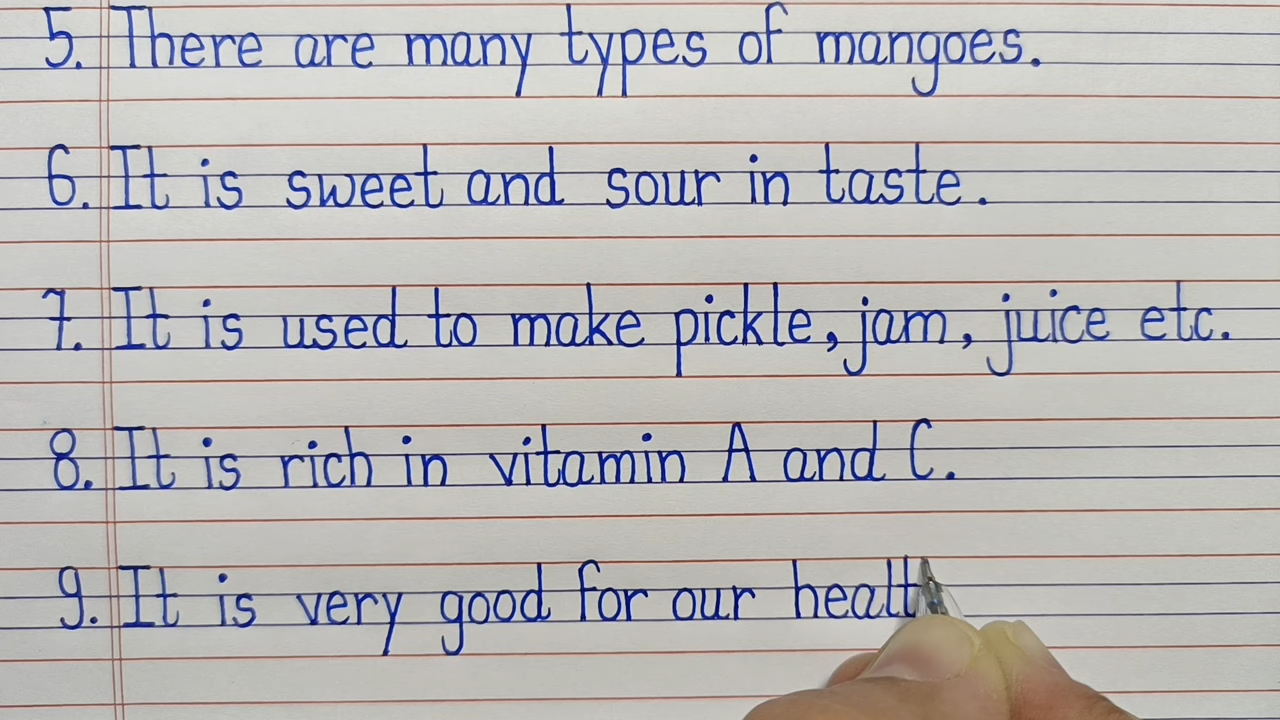 5. There are many types of mangoes.
6. It is sweet and sour in taste.
7. It is used to make pickle, jam, juice etc.
8. It is rich in vitamin A and C.
9. It is very good for our healt